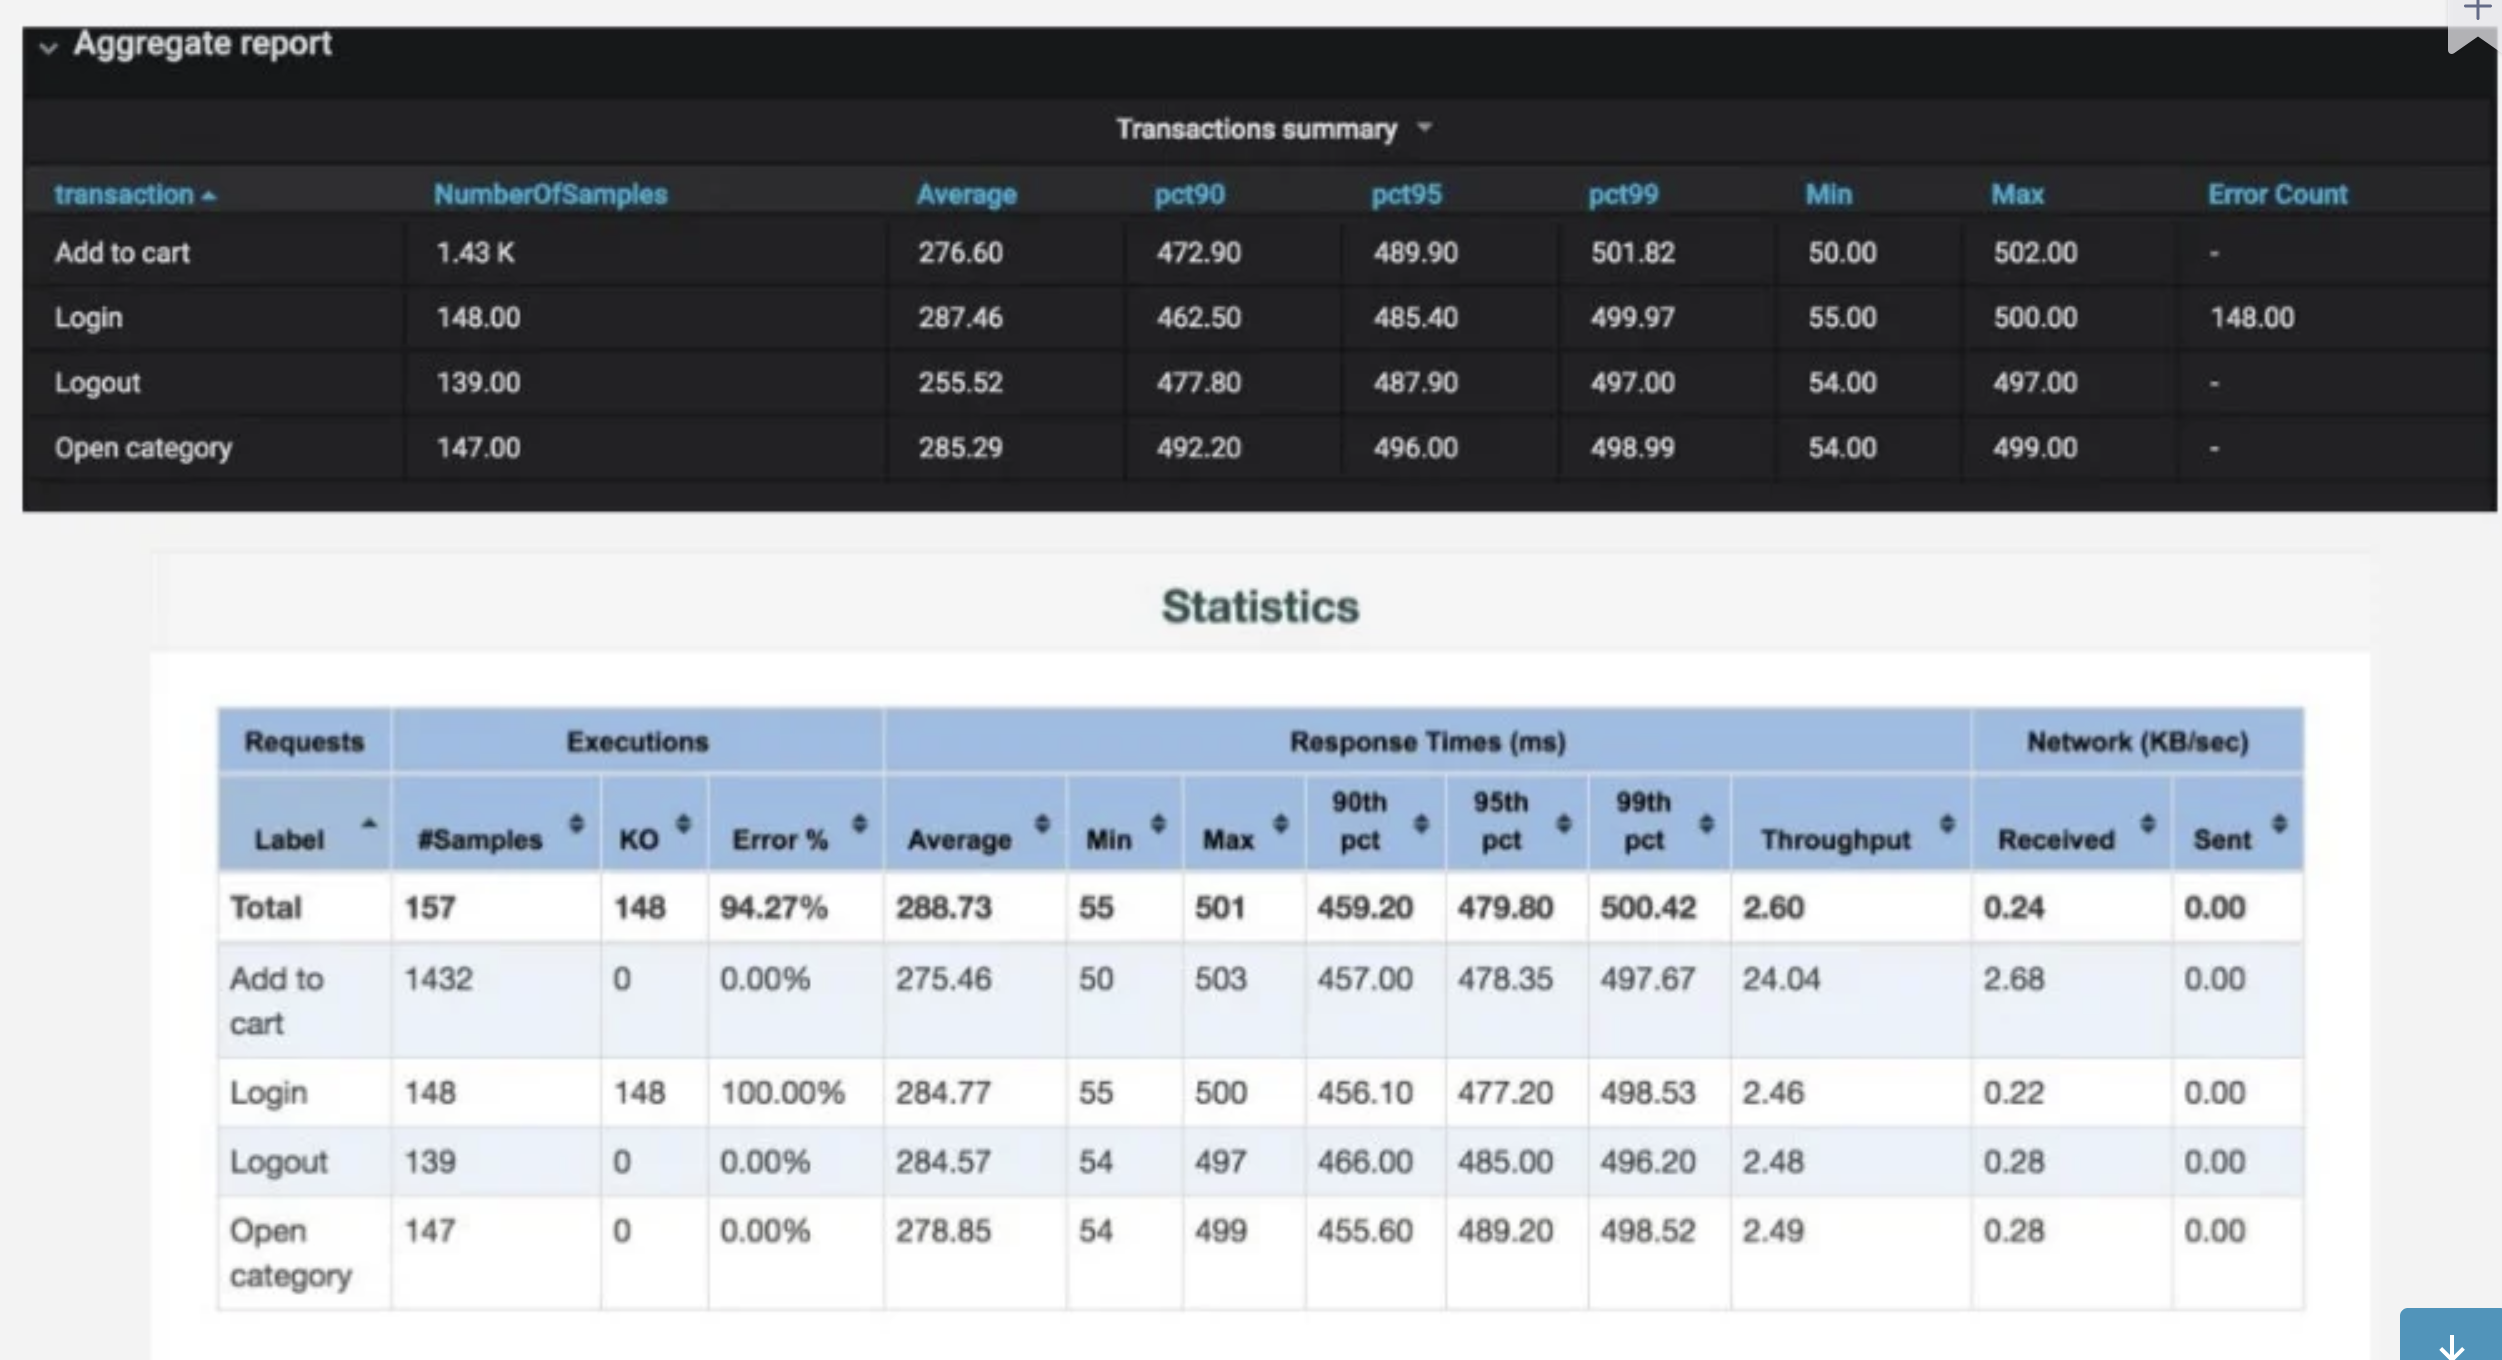 Aggregate report
Transactions summary
transaction NumberOfSamples Average pct90 pct95 pct99 Min Max Error Count
Add to cart 1.43 K 276.60 472.90 489.90 501.82 50.00 502.00 -
Login 148.00 287.46 462.50 485.40 499.97 55.00 500.00 148.00
Logout 139.00 255.52 477.80 487.90 497.00 54.00 497.00 -
Open category 147.00 285.29 492.20 496.00 498.99 54.00 499.00 -
Statistics
Requests Executions Response Times (ms) Network (KB/sec)
Label #Samples KO Error % Average Min Max 90th pct 95th pct 99th pct Throughput Received Sent
Total 157 148 94.27% 288.73 55 501 459.20 479.80 500.42 2.60 0.24 0.00
Add to cart 1432 0 0.00% 275.46 50 503 457.00 478.35 497.67 24.04 2.68 0.00
Login 148 148 100.00% 284.77 55 500 456.10 477.20 498.53 2.46 0.22 0.00
Logout 139 0 0.00% 284.57 54 497 466.00 485.00 496.20 2.48 0.28 0.00
Open category 147 0 0.00% 278.85 54 499 455.60 489.20 498.52 2.49 0.28 0.00